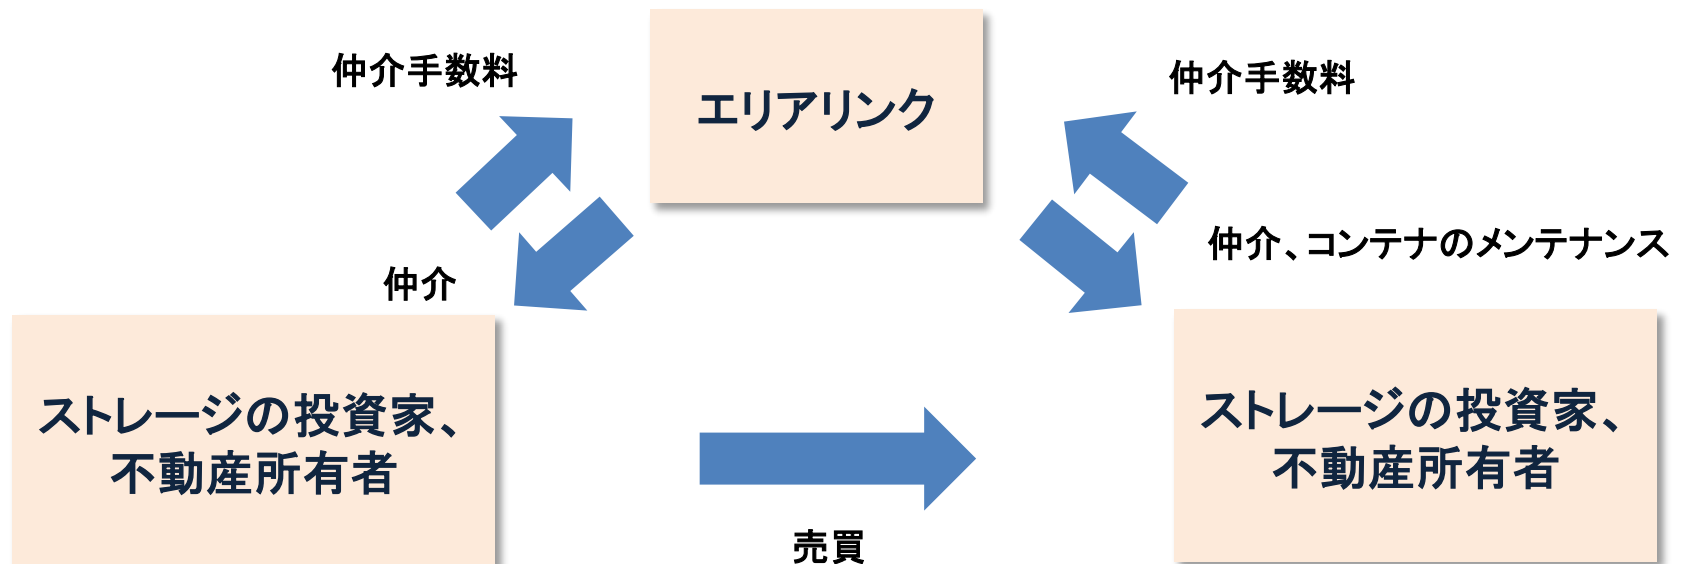 仲介手数料
エリアリンク
仲介手数料
仲介
仲介、コンテナのメンテナンス
ストレージの投資家、
不動産所有者
売買
ストレージの投資家、
不動産所有者